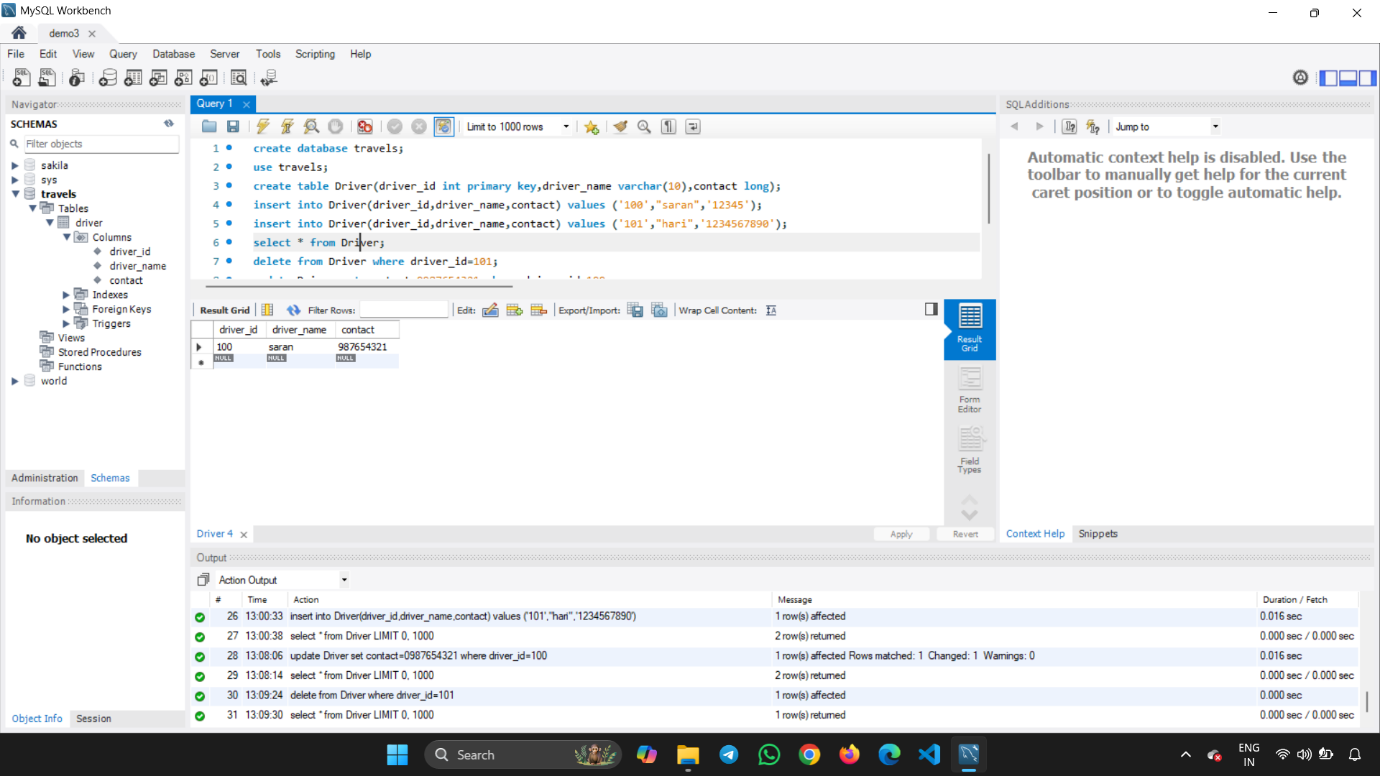 MySQL Workbench
demo3
File Edit View Query Database Server Tools Scripting Help
Navigator
SCHEMAS
Filter objects
sakila
sys
travels
Tables
driver
Columns
driver_id
driver_name
contact
Indexes
Foreign Keys
Triggers
Views
Stored Procedures
Functions
world
Administration Schemas
Information
No object selected
Object Info Session
Query 1
Limit to 1000 rows
1 create database travels;
2 use travels;
3 create table Driver(driver_id int primary key,driver_name varchar(10),contact long);
4 insert into Driver(driver_id,driver_name,contact) values ('100',"saran",'12345');
5 insert into Driver(driver_id,driver_name,contact) values ('101',"hari",'1234567890');
6 select * from Driver;
7 delete from Driver where driver_id=101;
Result Grid Filter Rows: Edit: Export/Import: Wrap Cell Content:
driver_id driver_name contact
100 saran 987654321
NULL NULL NULL
Result
Grid
Form
Editor
Field
Types
Driver 4
Apply Revert
SQLAdditions
Jump to
Automatic context help is disabled. Use the
toolbar to manually get help for the current
caret position or to toggle automatic help.
Context Help Snippets
Output
Action Output
# Time Action Message Duration / Fetch
26 13:00:33 insert into Driver(driver_id,driver_name,contact) values ('101',"hari",'1234567890') 1 row(s) affected 0.016 sec
27 13:00:38 select * from Driver LIMIT 0, 1000 2 row(s) returned 0.000 sec / 0.000 sec
28 13:08:06 update Driver set contact=0987654321 where driver_id=100 1 row(s) affected Rows matched: 1 Changed: 1 Warnings: 0 0.016 sec
29 13:08:14 select * from Driver LIMIT 0, 1000 2 row(s) returned 0.000 sec / 0.000 sec
30 13:09:24 delete from Driver where driver_id=101 1 row(s) affected 0.000 sec
31 13:09:30 select * from Driver LIMIT 0, 1000 1 row(s) returned 0.000 sec / 0.000 sec
Search
ENG
IN